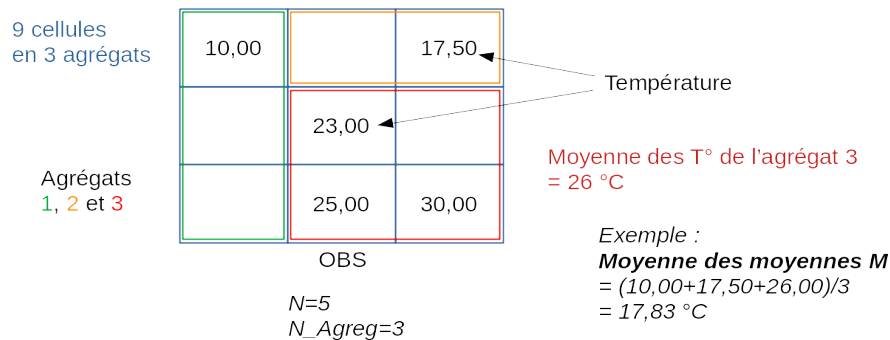 9 cellules
en 3 agrégats
10,00
17,50
Température
23,00
Moyenne des T° de l’agrégat 3
= 26 °C
Agrégats
1, 2 et 3
25,00
30,00
Exemple :
Moyenne des moyennes M
= (10,00+17,50+26,00)/3
= 17,83 °C
OBS
N=5
N_Agreg=3